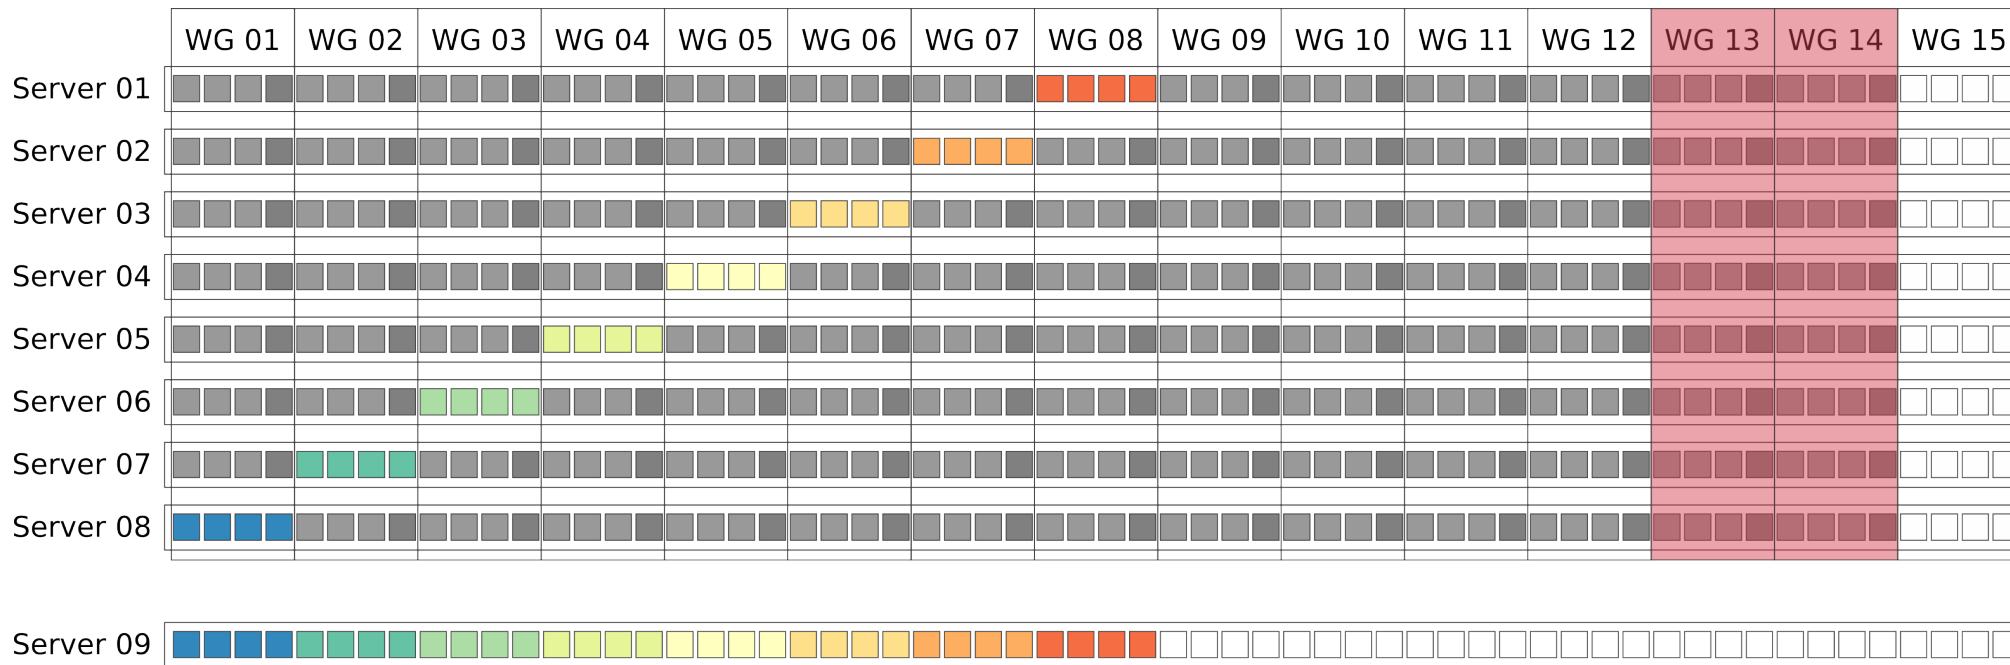 WG 01 WG 02 WG 03 WG 04 WG 05 WG 06 WG 07 WG 08 WG 09 WG 10 WG 11 WG 12 WG 13 WG 14 WG 15
Server 01
Server 02
Server 03
Server 04
Server 05
Server 06
Server 07
Server 08
Server 09